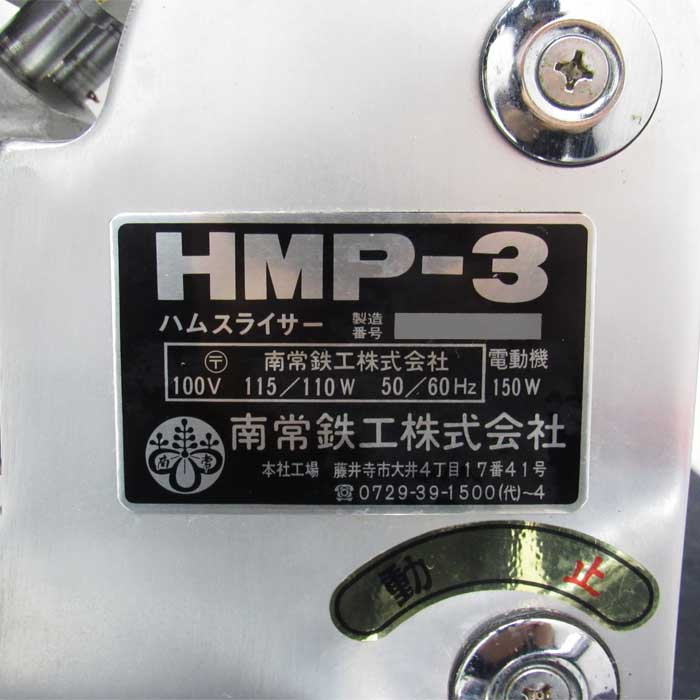 HMP-3
ハムスライサー 製造番号
〒 南常鉄工株式会社 電動機
100V 115/110W 50/60Hz 150W
南常鉄工株式会社
南常
本社工場 藤井寺市大井4丁目17番41号
☎0729-39-1500(代)~4
動 止